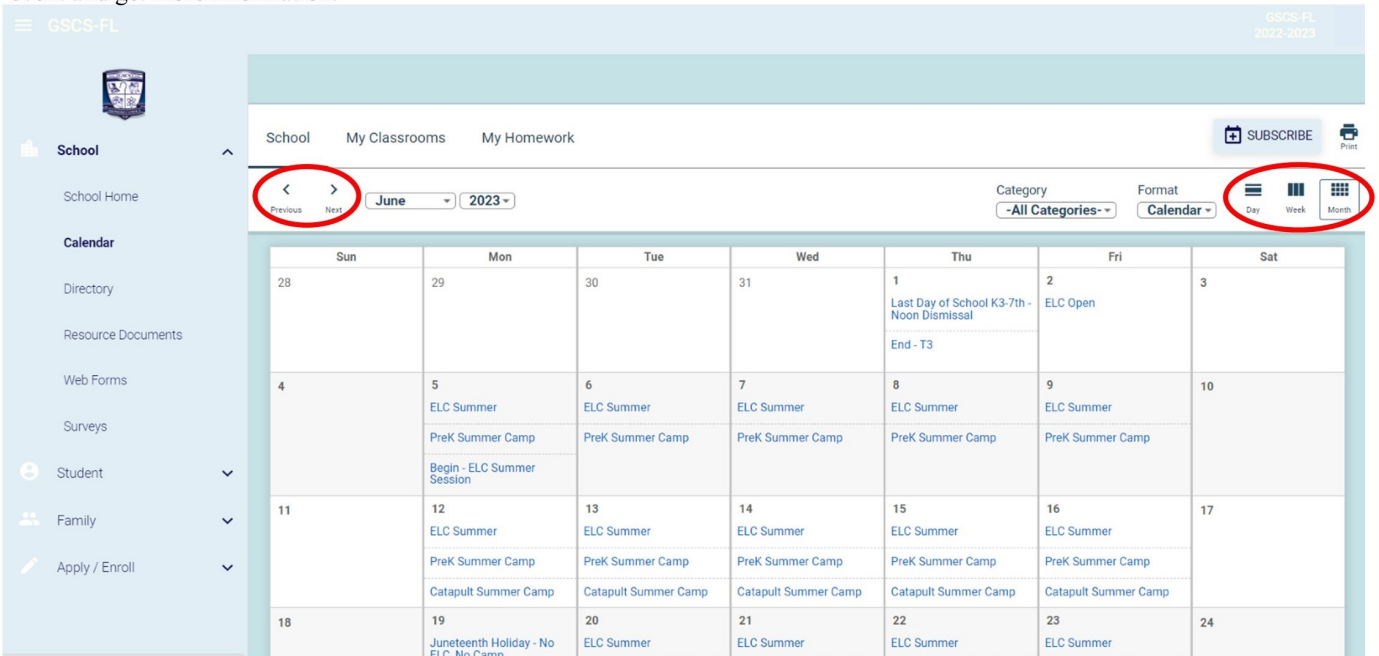 GSCS-FL
GSCS-FL
2022-2023
School
School Home
Calendar
Directory
Resource Documents
Web Forms
Surveys
Student
Family
Apply / Enroll
School My Classrooms My Homework
SUBSCRIBE
Print
Previous Next
June 2023
Category
-All Categories-
Format
Calendar
Day Week Month
Sun Mon Tue Wed Thu Fri Sat
28 29 30 31 1 2 3
Last Day of School K3-7th -
Noon Dismissal
End - T3
ELC Open
4 5 6 7 8 9 10
ELC Summer ELC Summer ELC Summer ELC Summer ELC Summer
PreK Summer Camp PreK Summer Camp PreK Summer Camp PreK Summer Camp PreK Summer Camp
Begin - ELC Summer
Session
11 12 13 14 15 16 17
ELC Summer ELC Summer ELC Summer ELC Summer ELC Summer
PreK Summer Camp PreK Summer Camp PreK Summer Camp PreK Summer Camp PreK Summer Camp
Catapult Summer Camp Catapult Summer Camp Catapult Summer Camp Catapult Summer Camp Catapult Summer Camp
18 19 20 21 22 23 24
Juneteenth Holiday - No
ELC, No Camp
ELC Summer ELC Summer ELC Summer ELC Summer